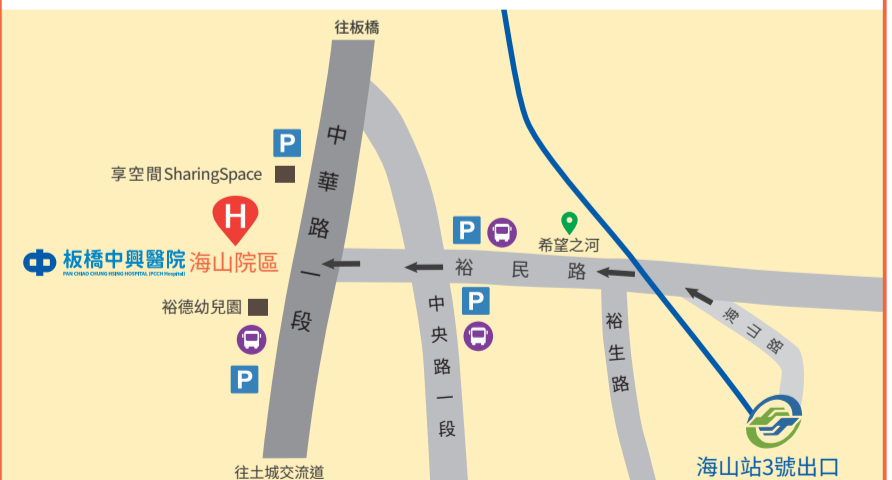 往板橋
中華路一段
P
享空間SharingSpace
H
板橋中興醫院
PAN CHIAO CHUNG HSING HOSPITAL (PCCH Hospital)
海山院區
P
希望之河
裕民路
P
裕德幼兒園
中央路一段
裕生路
海山路
P
往土城交流道
海山站3號出口